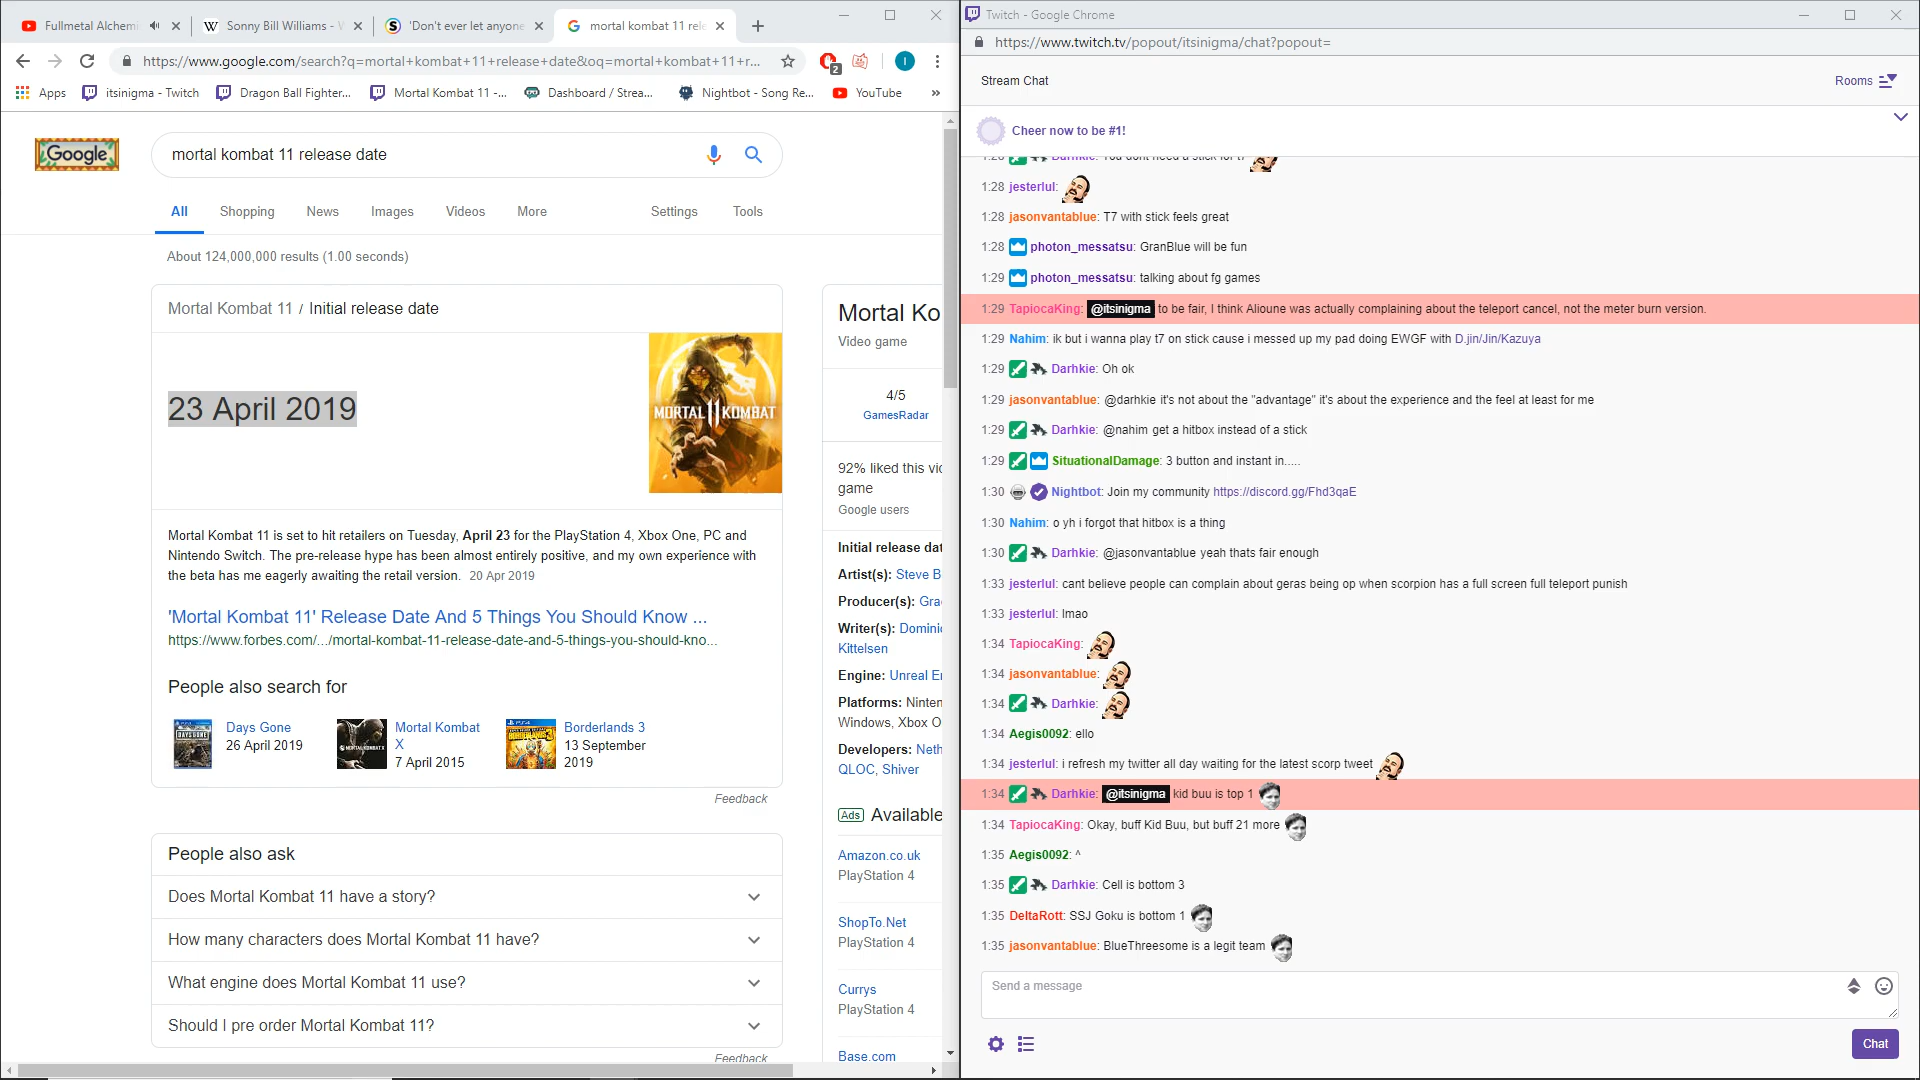 Fullmetal Alchemi
Sonny Bill Williams - W
'Don't ever let anyone
mortal kombat 11 rele
https://www.google.com/search?q=mortal+kombat+11+release+date&oq=mortal+kombat+11+r...
2
I
Apps
itsinigma - Twitch
Dragon Ball Fighter...
Mortal Kombat 11 -...
Dashboard / Strea...
Nightbot - Song Re...
YouTube
»
Google
mortal kombat 11 release date
All
Shopping
News
Images
Videos
More
Settings
Tools
About 124,000,000 results (1.00 seconds)
Mortal Kombat 11 / Initial release date
23 April 2019
MORTAL KOMBAT
Mortal Kombat 11 is set to hit retailers on Tuesday, April 23 for the PlayStation 4, Xbox One, PC and
Nintendo Switch. The pre-release hype has been almost entirely positive, and my own experience with
the beta has me eagerly awaiting the retail version. 20 Apr 2019
'Mortal Kombat 11' Release Date And 5 Things You Should Know ...
https://www.forbes.com/.../mortal-kombat-11-release-date-and-5-things-you-should-kno...
People also search for
DAYS GONE
Days Gone
26 April 2019
MORTAL KOMBAT X
Mortal Kombat
X
7 April 2015
Borderlands 3
13 September
2019
Feedback
People also ask
Does Mortal Kombat 11 have a story?
How many characters does Mortal Kombat 11 have?
What engine does Mortal Kombat 11 use?
Should I pre order Mortal Kombat 11?
Feedback
Mortal Ko
Video game
4/5
GamesRadar
92% liked this vid
game
Google users
Initial release dat
Artist(s): Steve B
Producer(s): Gra
Writer(s): Dominic
Kittelsen
Engine: Unreal En
Platforms: Ninten
Windows, Xbox O
Developers: Neth
QLOC, Shiver
Ads Available
Amazon.co.uk
PlayStation 4
ShopTo.Net
PlayStation 4
Currys
PlayStation 4
Base.com
Twitch - Google Chrome
https://www.twitch.tv/popout/itsinigma/chat?popout=
Stream Chat
Rooms
Cheer now to be #1!
1:28 Darhkie: You dont need a stick for t7
1:28 jesterlul:
1:28 jasonvantablue: T7 with stick feels great
1:28 photon_messatsu: GranBlue will be fun
1:29 photon_messatsu: talking about fg games
1:29 TapiocaKing: @itsinigma to be fair, I think Alioune was actually complaining about the teleport cancel, not the meter burn version.
1:29 Nahim: ik but i wanna play t7 on stick cause i messed up my pad doing EWGF with D.jin/Jin/Kazuya
1:29 Darhkie: Oh ok
1:29 jasonvantablue: @darhkie it's not about the "advantage" it's about the experience and the feel at least for me
1:29 Darhkie: @nahim get a hitbox instead of a stick
1:29 SituationalDamage: 3 button and instant in.....
1:30 Nightbot: Join my community https://discord.gg/Fhd3qaE
1:30 Nahim: o yh i forgot that hitbox is a thing
1:30 Darhkie: @jasonvantablue yeah thats fair enough
1:33 jesterlul: cant believe people can complain about geras being op when scorpion has a full screen full teleport punish
1:33 jesterlul: lmao
1:34 TapiocaKing:
1:34 jasonvantablue:
1:34 Darhkie:
1:34 Aegis0092: ello
1:34 jesterlul: i refresh my twitter all day waiting for the latest scorp tweet
1:34 Darhkie: @itsinigma kid buu is top 1
1:34 TapiocaKing: Okay, buff Kid Buu, but buff 21 more
1:35 Aegis0092: ^
1:35 Darhkie: Cell is bottom 3
1:35 DeltaRott: SSJ Goku is bottom 1
1:35 jasonvantablue: BlueThreesome is a legit team
Send a message
Chat